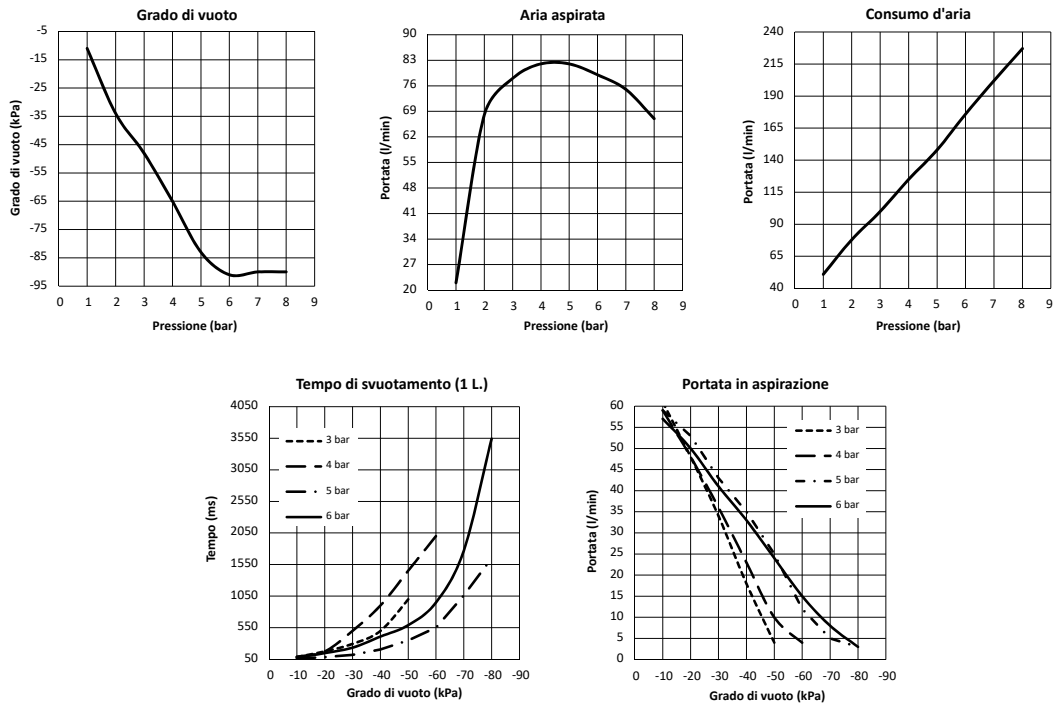 Grado di vuoto
-5
-15
-25
-35
-45
-55
-65
-75
-85
-95
0 1 2 3 4 5 6 7 8 9
Grado di vuoto (kPa)
Pressione (bar)
Aria aspirata
90
83
76
69
62
55
48
41
34
27
20
0 1 2 3 4 5 6 7 8 9
Portata (l/min)
Pressione (bar)
Consumo d'aria
240
215
190
165
140
115
90
65
40
0 1 2 3 4 5 6 7 8 9
Portata (l/min)
Pressione (bar)
Tempo di svuotamento (1 L.)
4050
3550
3050
2550
2050
1550
1050
550
50
3 bar
4 bar
5 bar
6 bar
0 -10 -20 -30 -40 -50 -60 -70 -80 -90
Tempo (ms)
Grado di vuoto (kPa)
Portata in aspirazione
60
55
50
45
40
35
30
25
20
15
10
5
0
3 bar
4 bar
5 bar
6 bar
0 -10 -20 -30 -40 -50 -60 -70 -80 -90
Portata (l/min)
Grado di vuoto (kPa)